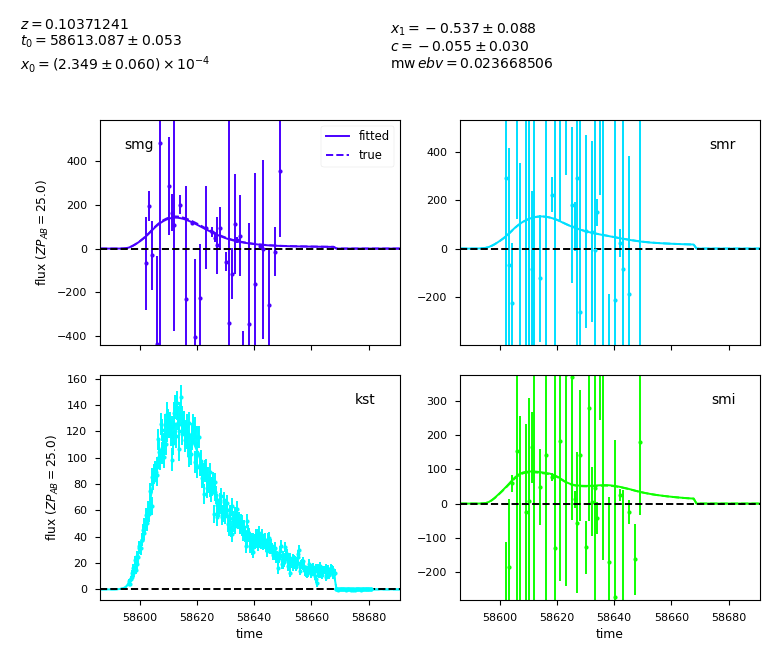 z = 0.10371241
t₀ = 58613.087 ± 0.053
x₀ = (2.349 ± 0.060) × 10⁻⁴
x₁ = −0.537 ± 0.088
c = −0.055 ± 0.030
mw ebv = 0.023668506
smg
fitted
true
400
200
0
−200
−400
flux (ZP_AB = 25.0)
smr
400
200
0
−200
kst
160
140
120
100
80
60
40
20
0
flux (ZP_AB = 25.0)
58600 58620 58640 58660 58680
time
smi
300
200
100
0
−100
−200
58600 58620 58640 58660 58680
time